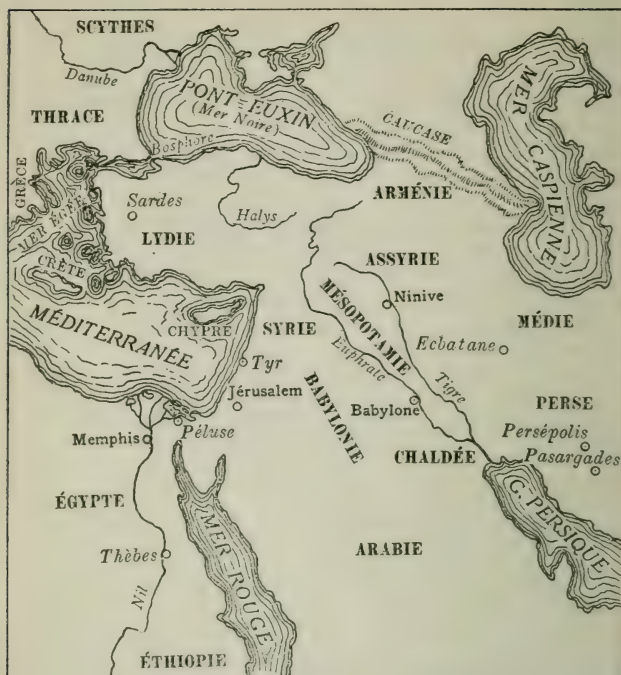 SCYTHES
Danube
PONT-EUXIN
(Mer Noire)
THRACE
Bosphore
CAUCASE
MER CASPIENNE
GRÈCE
MER ÉGÉE
Sardes
LYDIE
Halys
ARMÉNIE
CRÈTE
ASSYRIE
Ninive
MÉSOPOTAMIE
MÉDIE
MÉDITERRANÉE
CHYPRE
SYRIE
Ecbatane
Tyr
Euphrate
Tigre
Jérusalem
BABYLONIE
Babylone
PERSE
Memphis
Péluse
Persépolis
CHALDÉE
Pasargades
ÉGYPTE
G. PERSIQUE
MER-ROUGE
Thèbes
ARABIE
Nil
ÉTHIOPIE